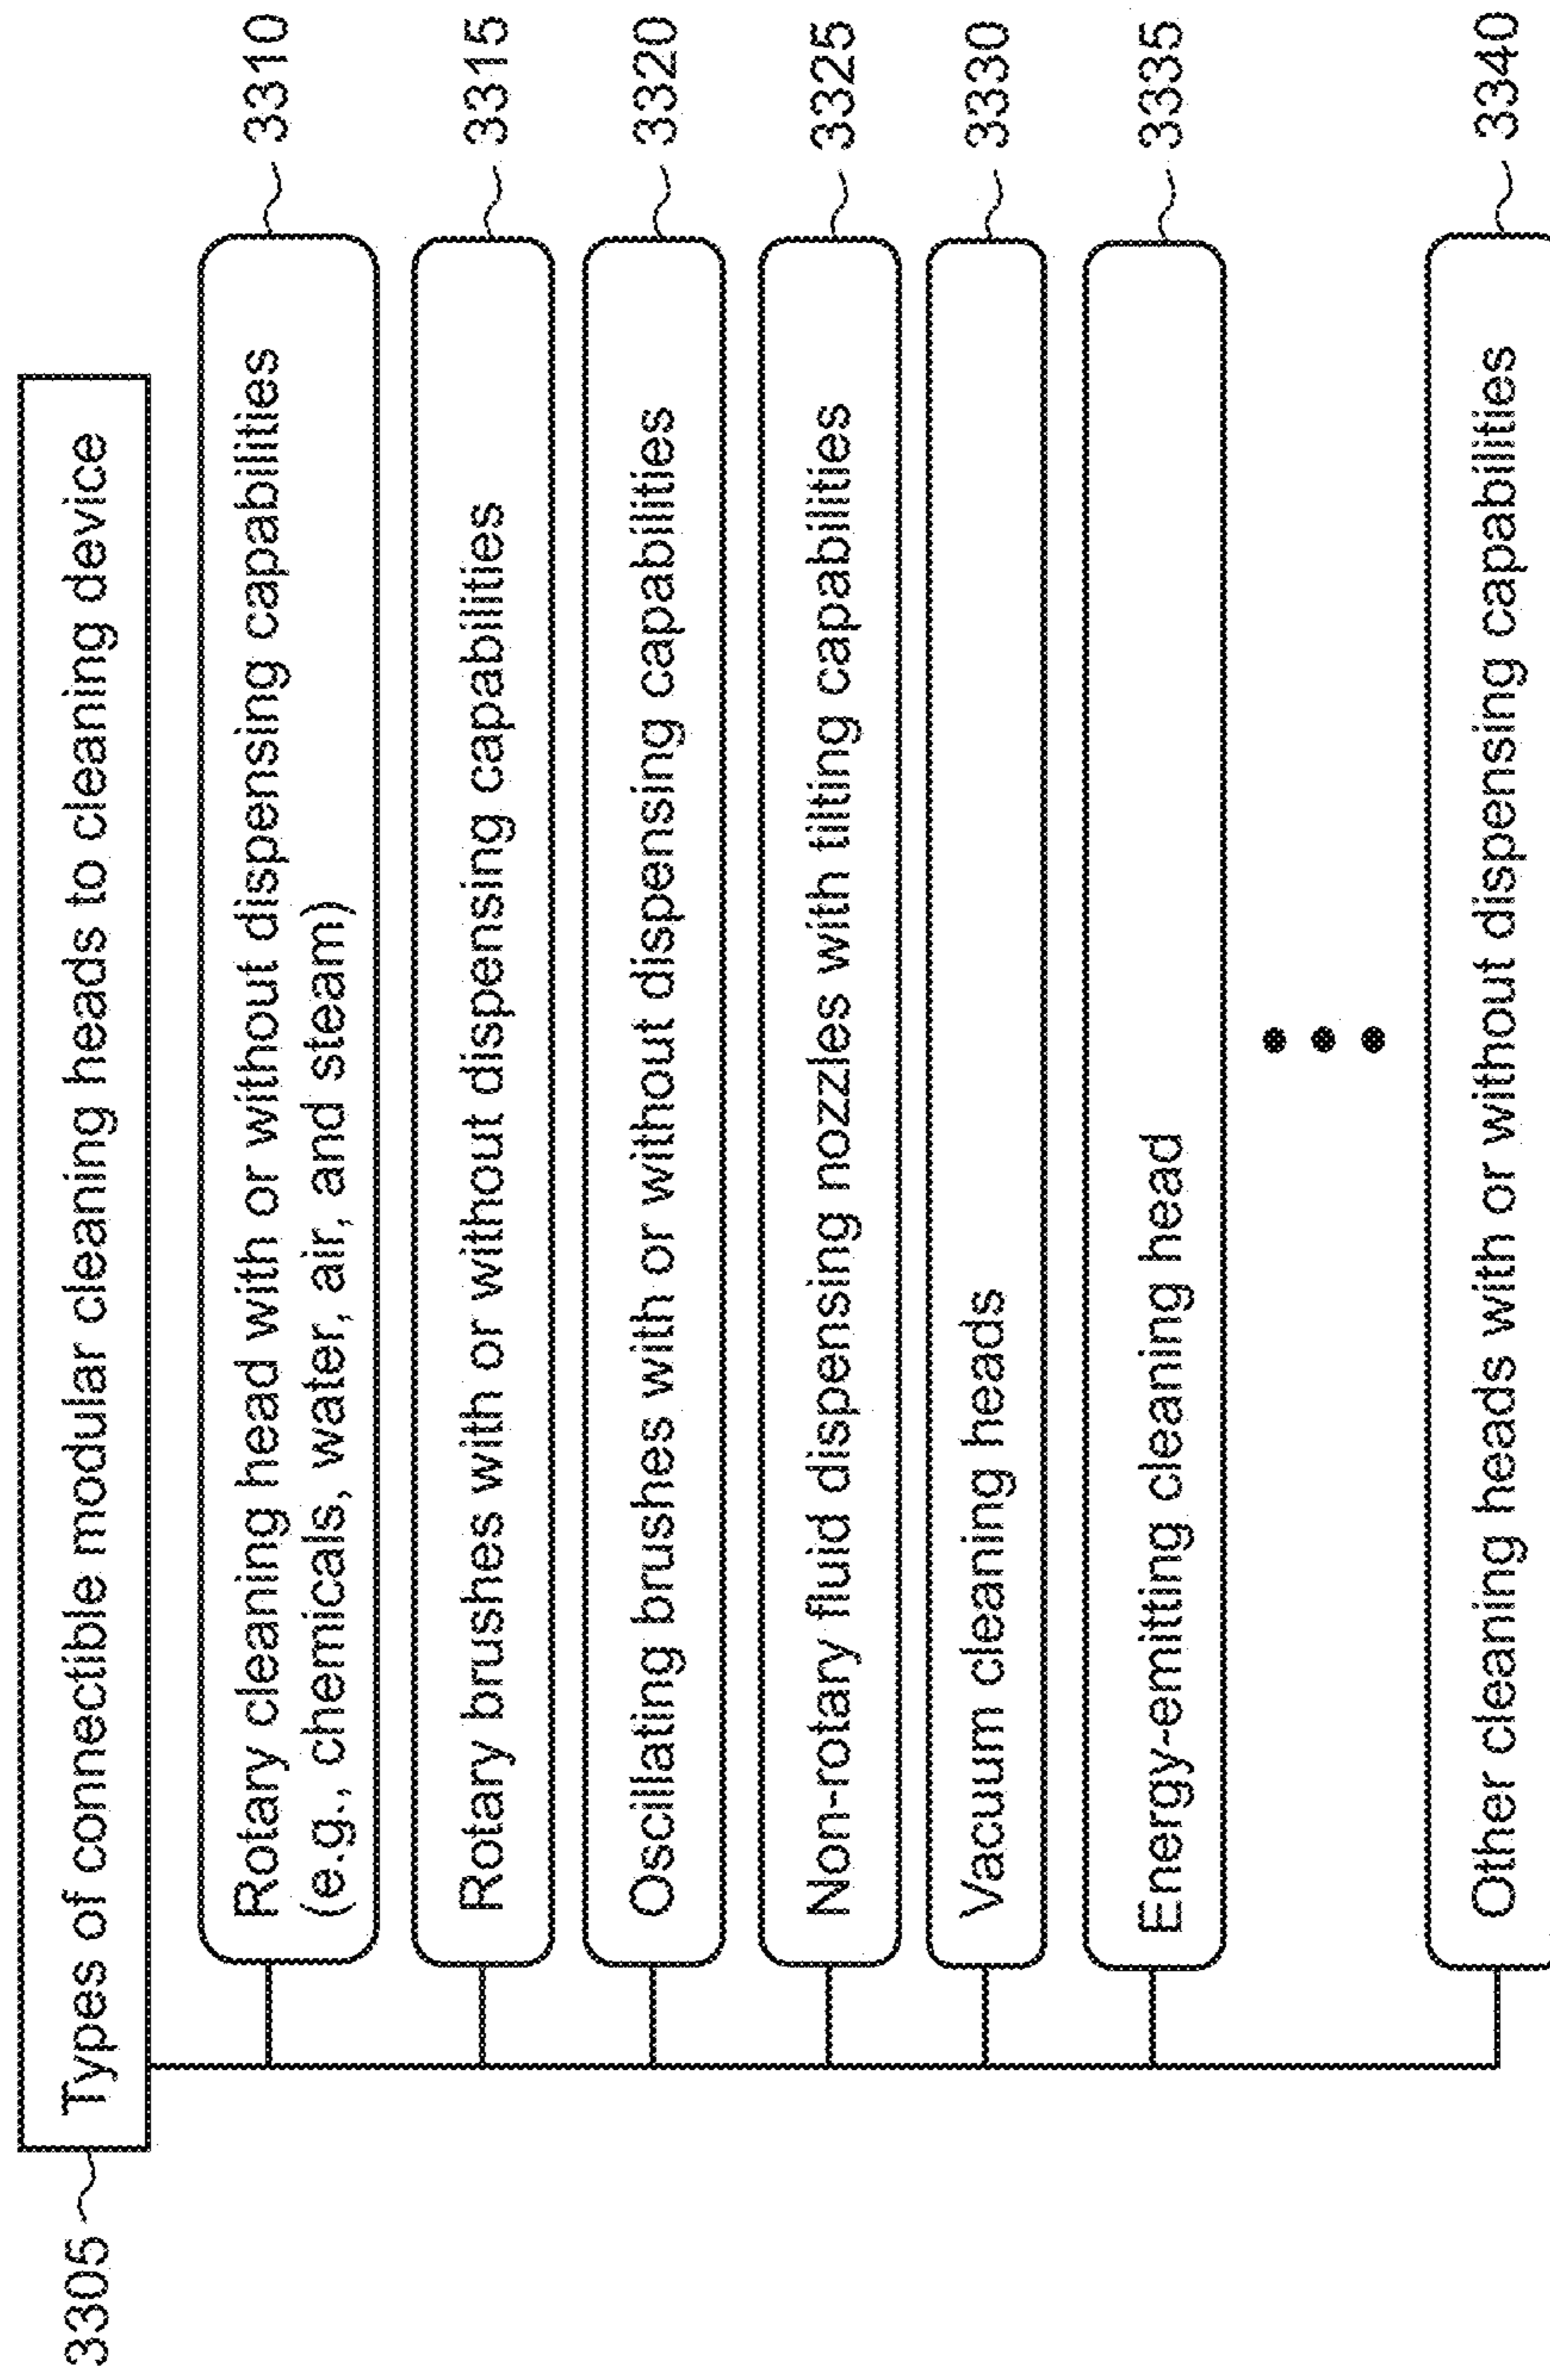 3305
Types of connectible modular cleaning heads to cleaning device
Rotary cleaning head with or without dispensing capabilities
(e.g., chemicals, water, air, and steam)
3310
Rotary brushes with or without dispensing capabilities
3315
Oscillating brushes with or without dispensing capabilities
3320
Non-rotary fluid dispensing nozzles with tilting capabilities
3325
Vacuum cleaning heads
3330
Energy-emitting cleaning head
3335
Other cleaning heads with or without dispensing capabilities
3340